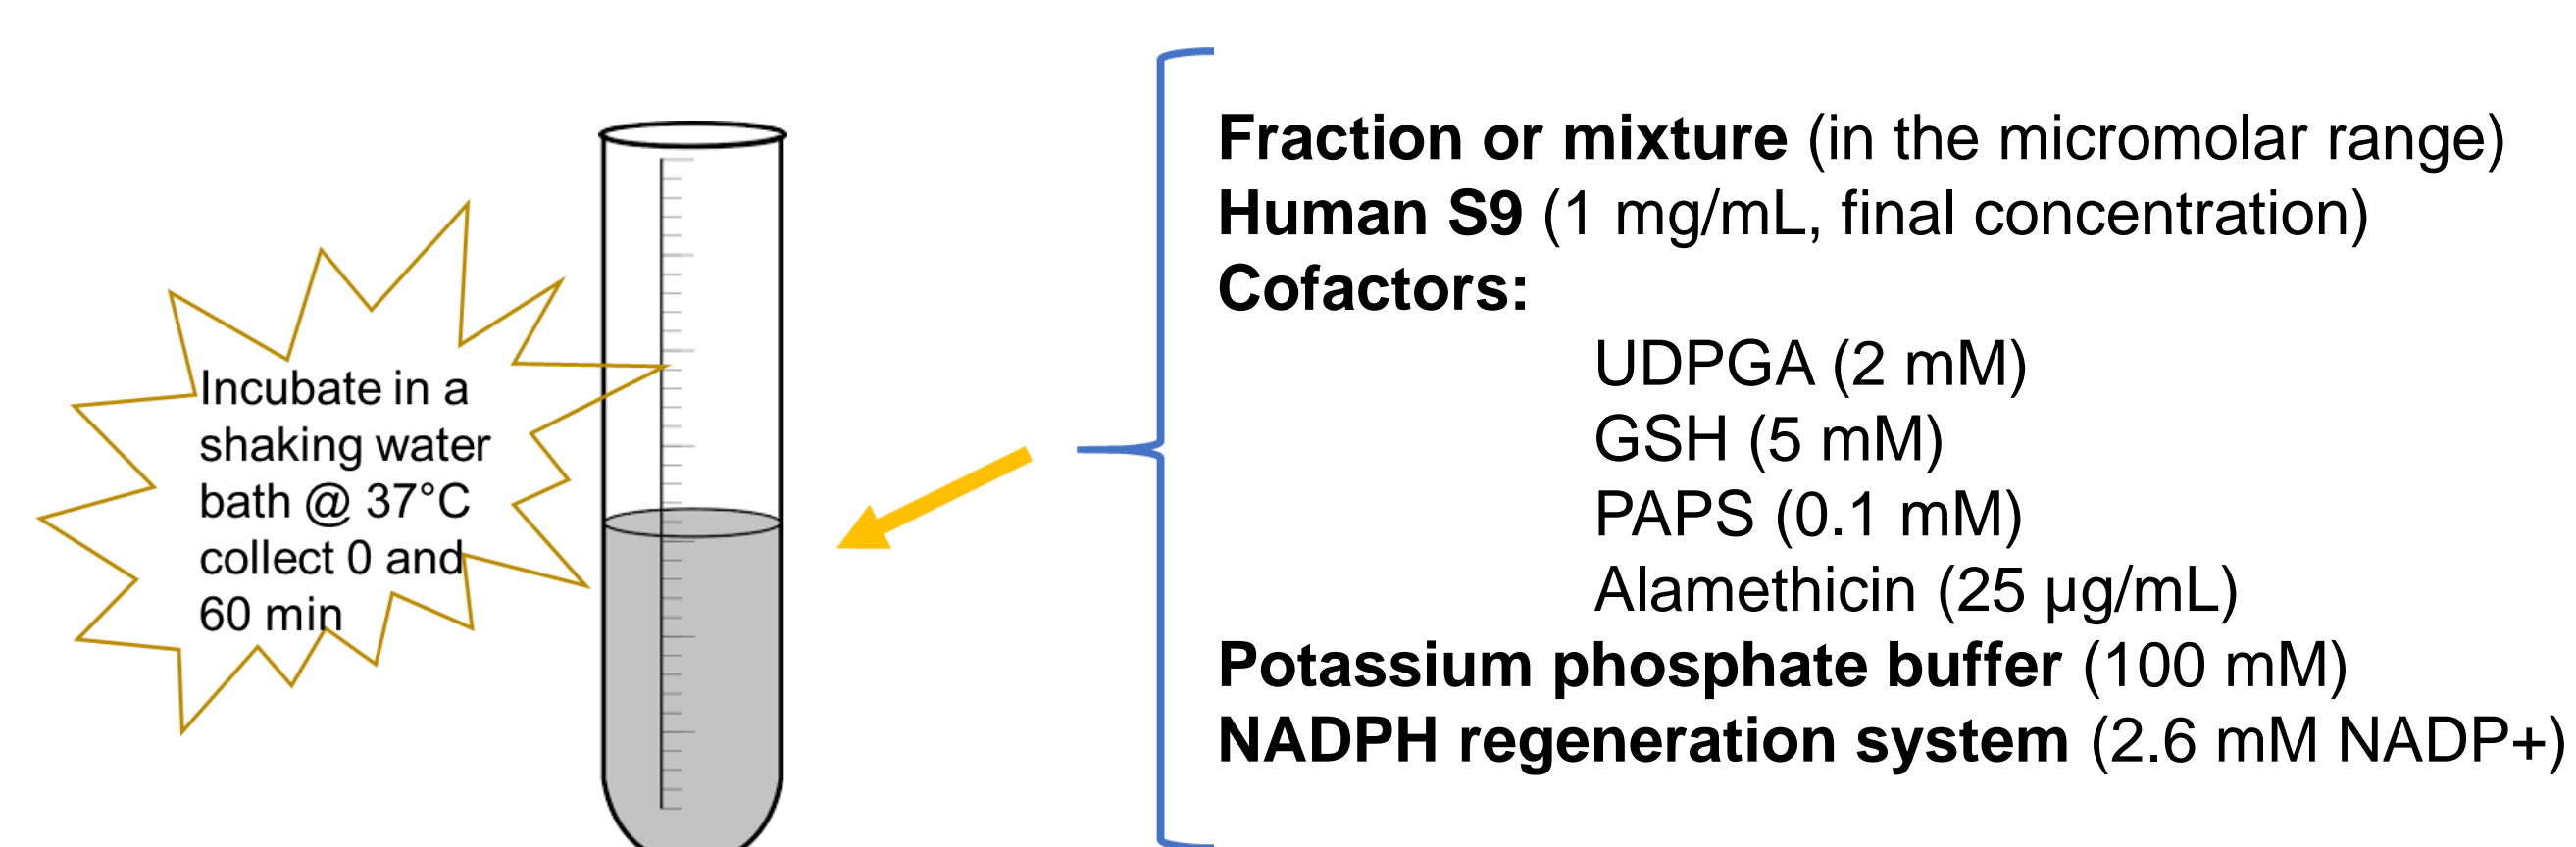 Incubate in a
shaking water
bath @ 37°C
collect 0 and
60 min
Fraction or mixture (in the micromolar range)
Human S9 (1 mg/mL, final concentration)
Cofactors:
UDPGA (2 mM)
GSH (5 mM)
PAPS (0.1 mM)
Alamethicin (25 µg/mL)
Potassium phosphate buffer (100 mM)
NADPH regeneration system (2.6 mM NADP+)